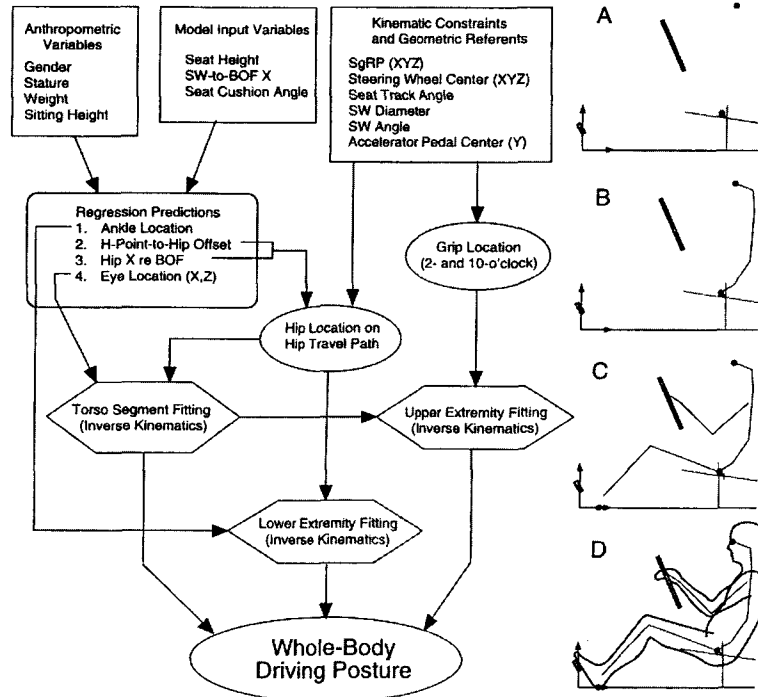 Anthropometric
Variables
Gender
Stature
Weight
Sitting Height
Model Input Variables
Seat Height
SW-to-BOF X
Seat Cushion Angle
Kinematic Constraints
and Geometric Referents
SgRP (XYZ)
Steering Wheel Center (XYZ)
Seat Track Angle
SW Diameter
SW Angle
Accelerator Pedal Center (Y)
Regression Predictions
1. Ankle Location
2. H-Point-to-Hip Offset
3. Hip X re BOF
4. Eye Location (X,Z)
Grip Location
(2- and 10-o'clock)
Hip Location on
Hip Travel Path
Torso Segment Fitting
(Inverse Kinematics)
Upper Extremity Fitting
(Inverse Kinematics)
Lower Extremity Fitting
(Inverse Kinematics)
Whole-Body
Driving Posture
A
B
C
D